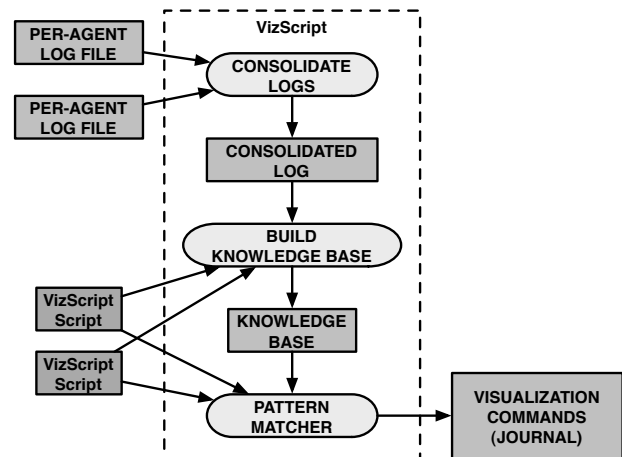 VizScript
PER-AGENT
LOG FILE
CONSOLIDATE
LOGS
PER-AGENT
LOG FILE
CONSOLIDATED
LOG
BUILD
KNOWLEDGE BASE
VizScript
Script
KNOWLEDGE
BASE
VizScript
Script
PATTERN
MATCHER
VISUALIZATION
COMMANDS
(JOURNAL)